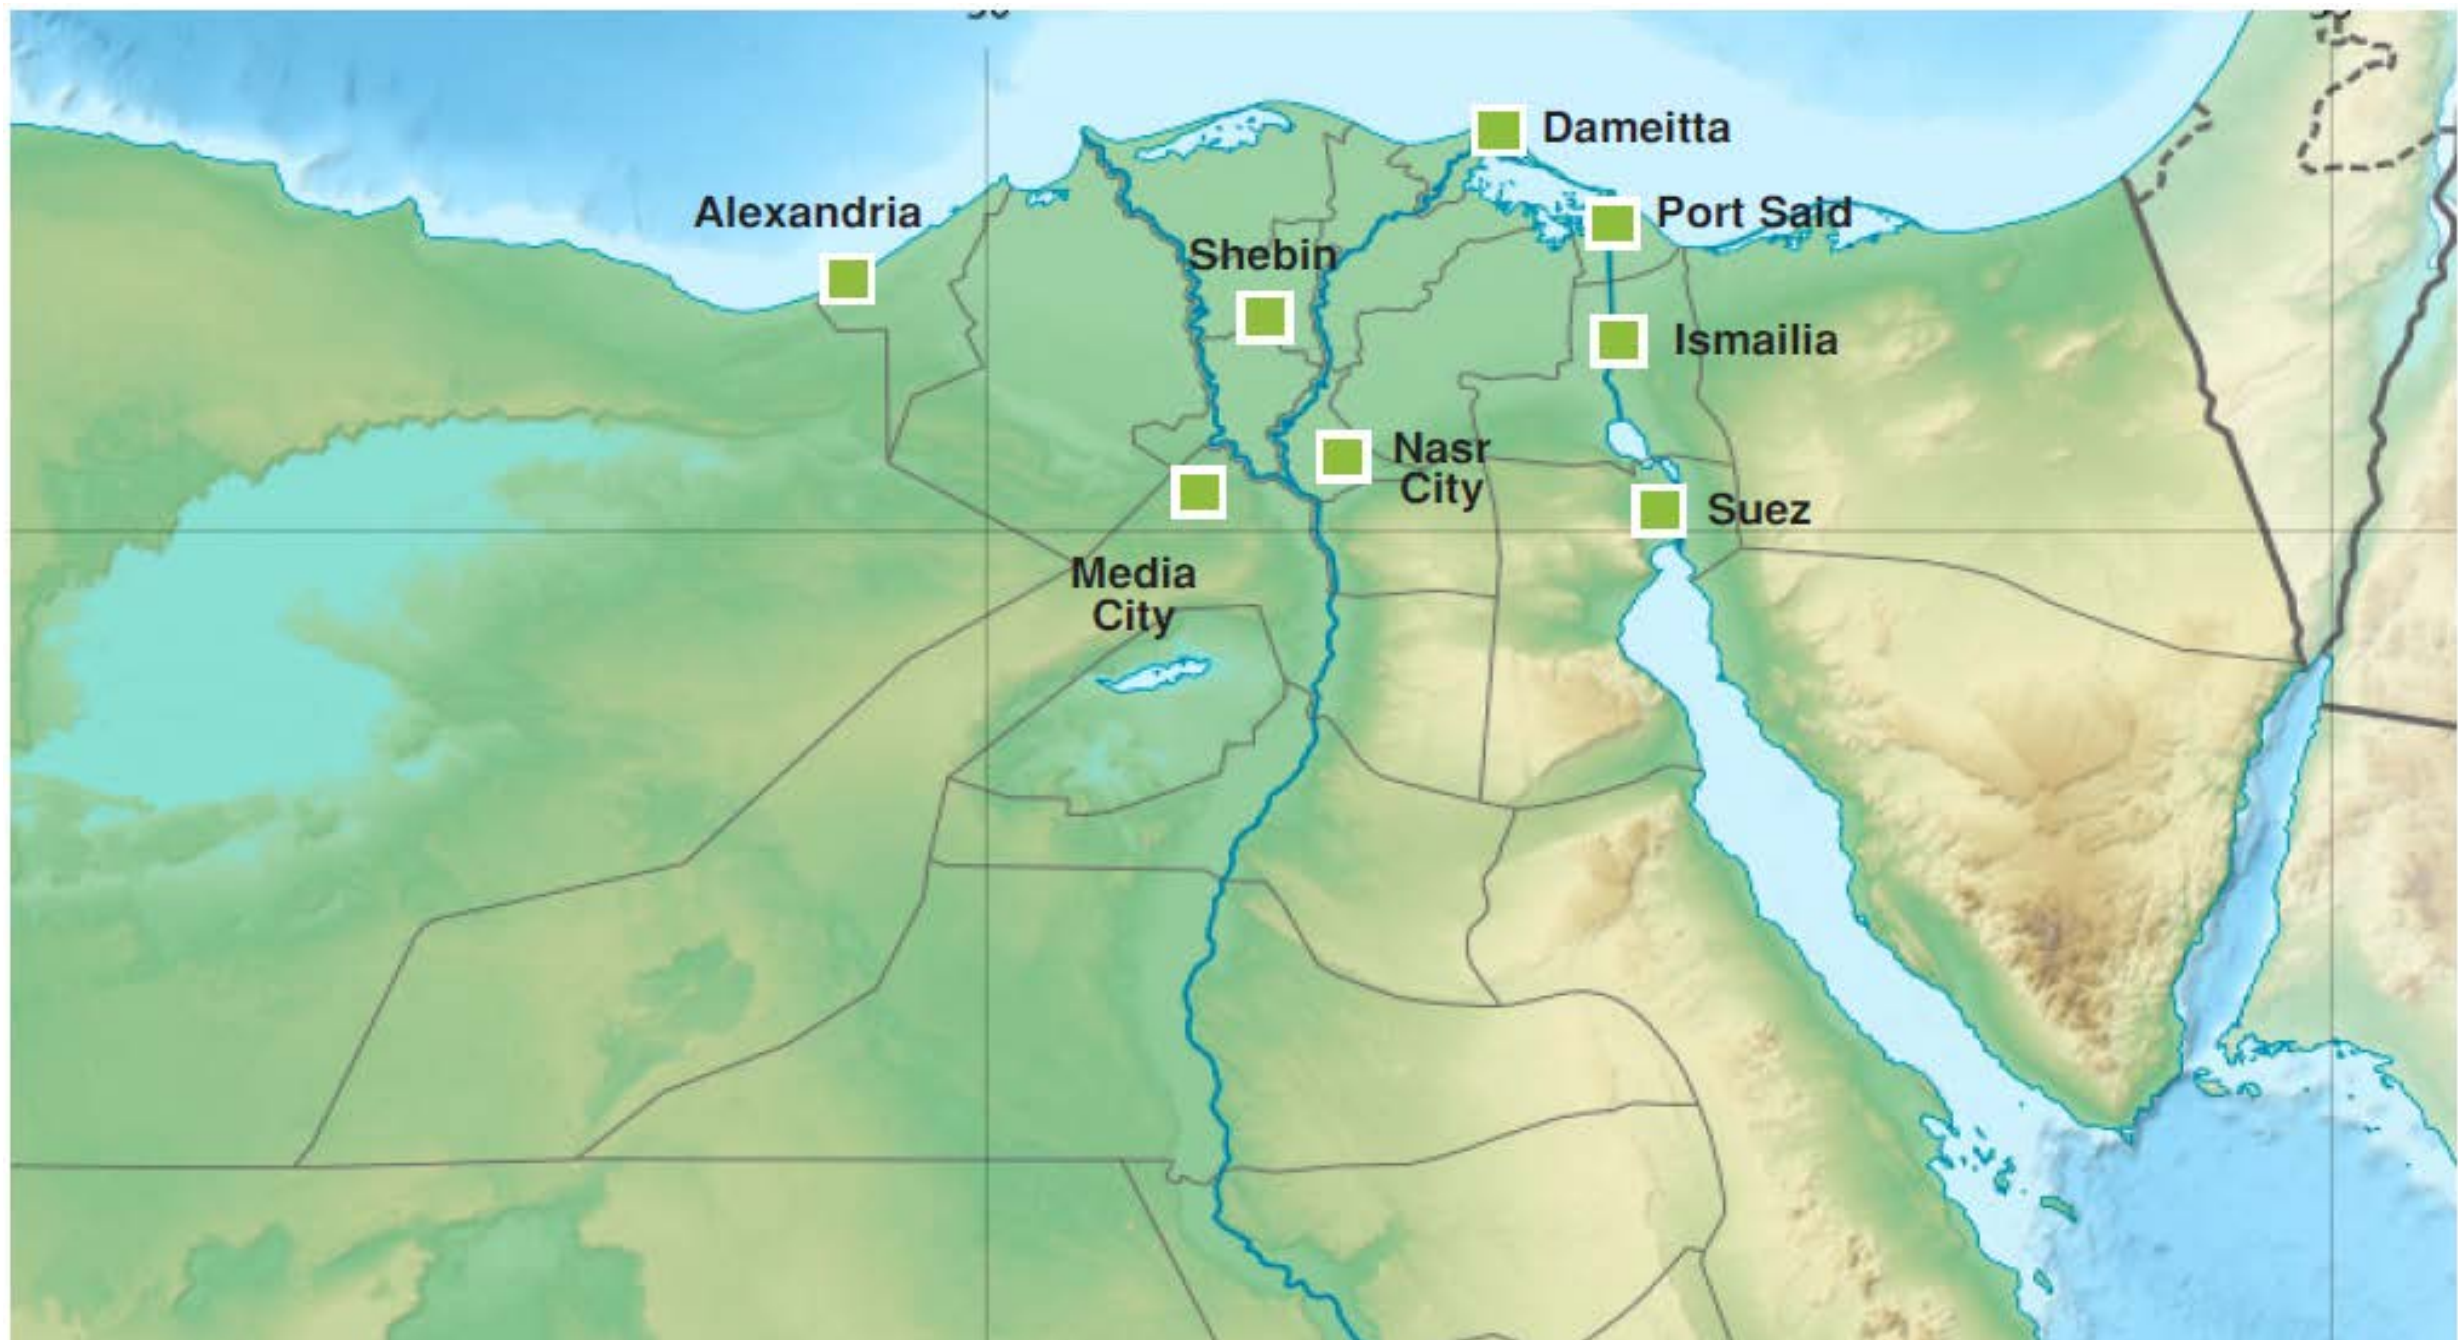 Dameitta
Alexandria
Port Said
Shebin
Ismailia
Nasr
City
Suez
Media
City